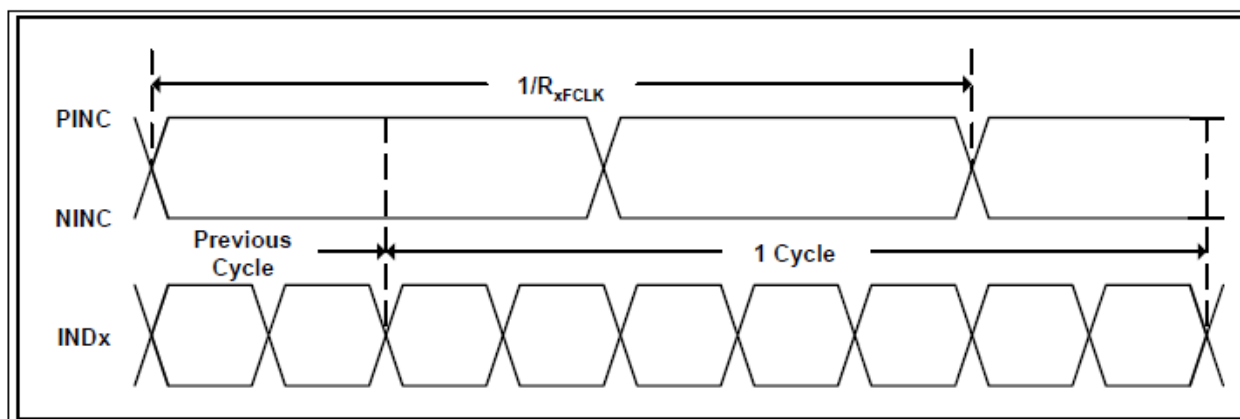 1/RxFCLK
PINC
NINC
Previous
Cycle
1 Cycle
INDx